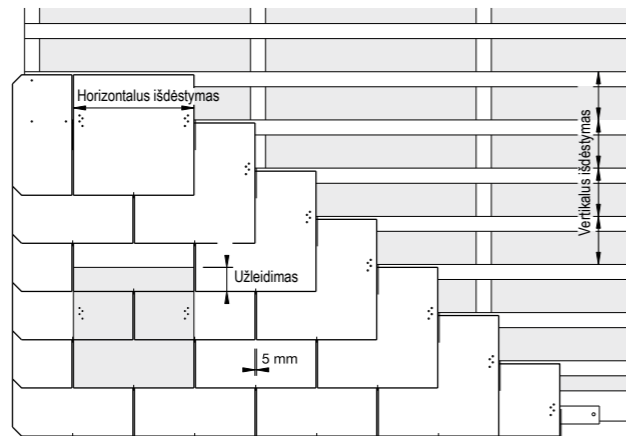 Horizontalus išdėstymas
Vertikalus išdėstymas
Užleidimas
5 mm